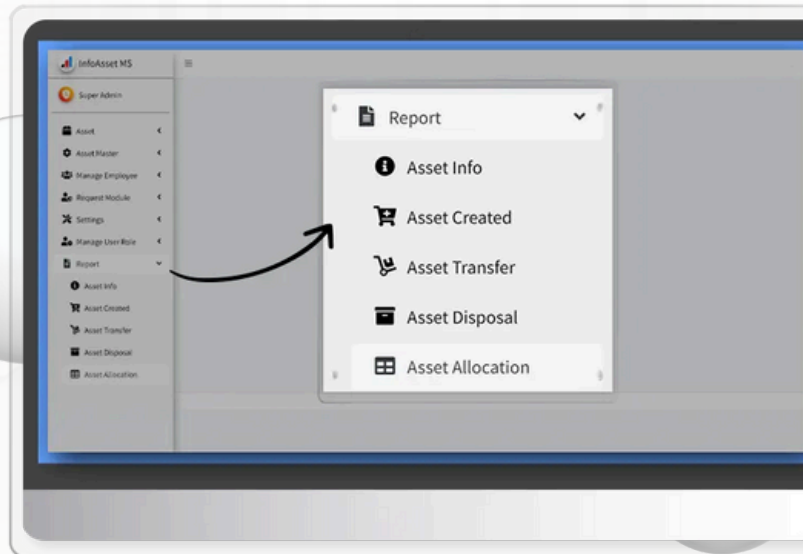 InfoAsset MS
Super Admin
Asset
Asset Master
Manage Employee
Request Module
Settings
Manage User Role
Report
Asset Info
Asset Created
Asset Transfer
Asset Disposal
Asset Allocation
Report
Asset Info
Asset Created
Asset Transfer
Asset Disposal
Asset Allocation